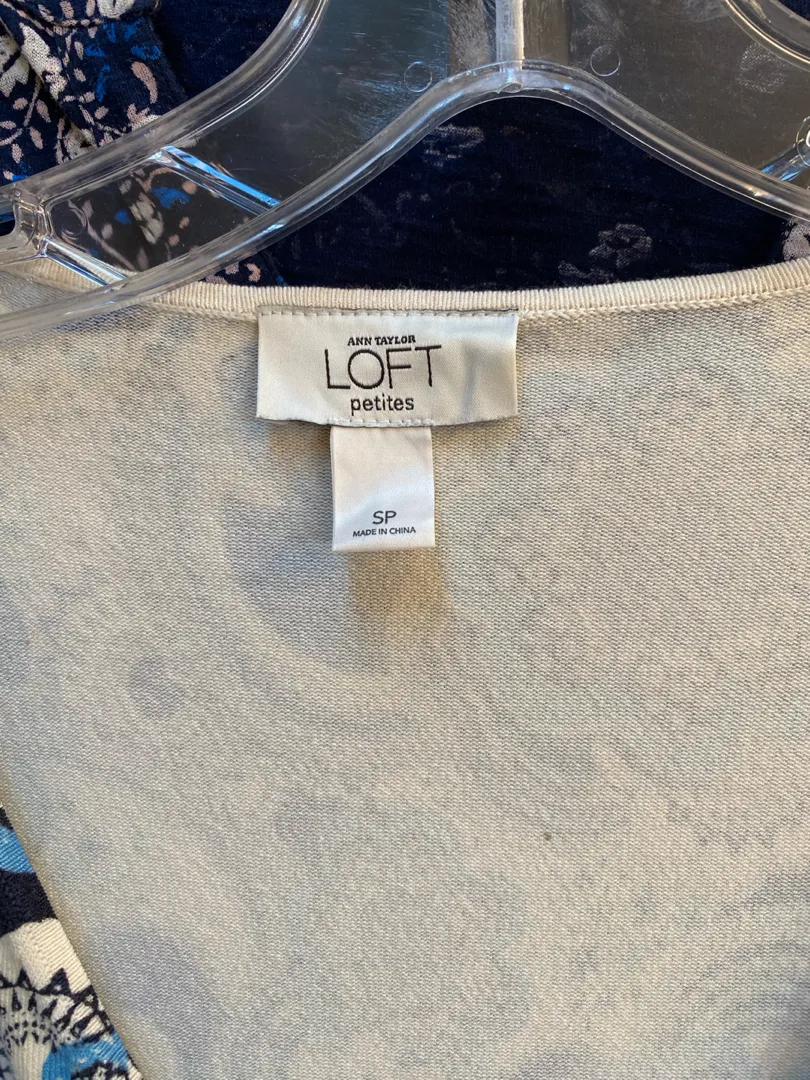 ANN TAYLOR
LOFT
petites
SP
MADE IN CHINA